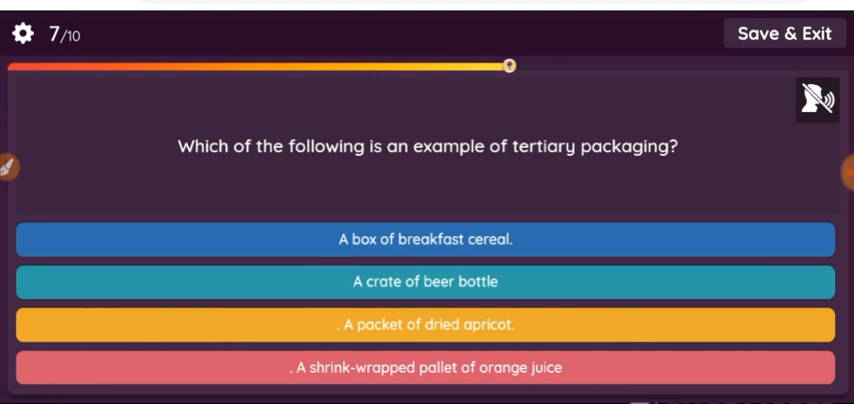 7/10
Save & Exit
Which of the following is an example of tertiary packaging?
A box of breakfast cereal.
A crate of beer bottle
. A packet of dried apricot.
. A shrink-wrapped pallet of orange juice